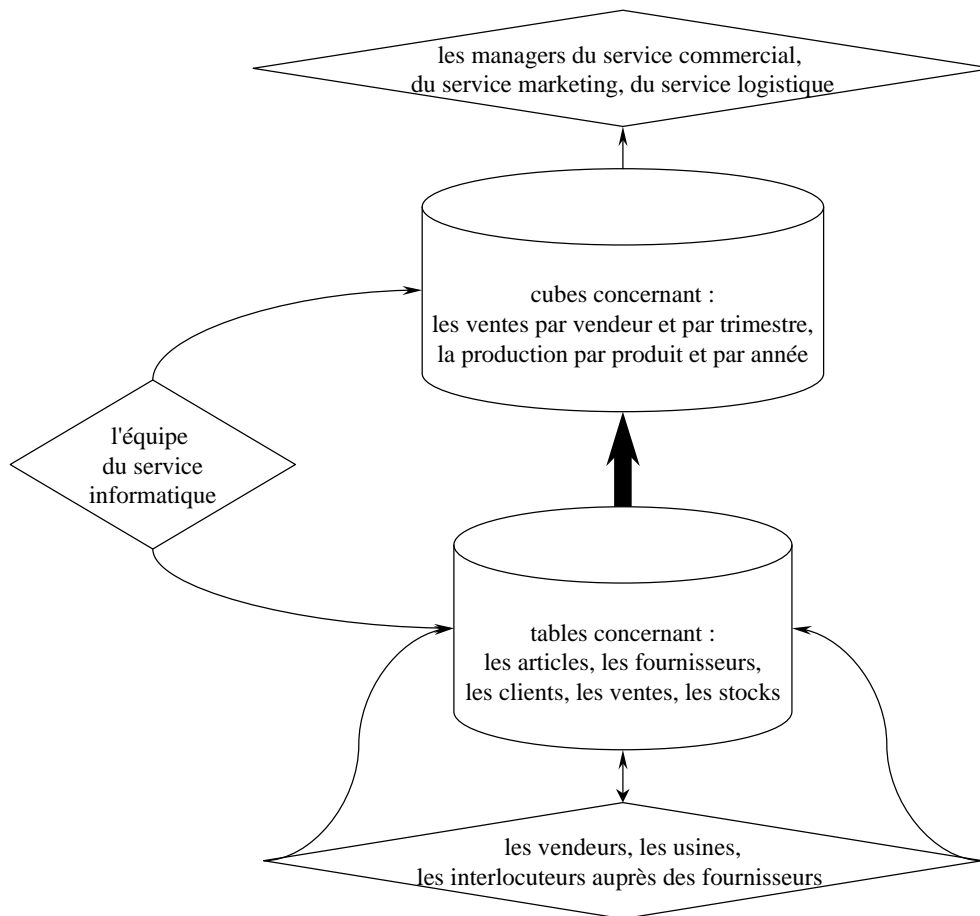 les managers du service commercial,
du service marketing, du service logistique
cubes concernant :
les ventes par vendeur et par trimestre,
la production par produit et par année
l'équipe
du service
informatique
tables concernant :
les articles, les fournisseurs,
les clients, les ventes, les stocks
les vendeurs, les usines,
les interlocuteurs auprès des fournisseurs